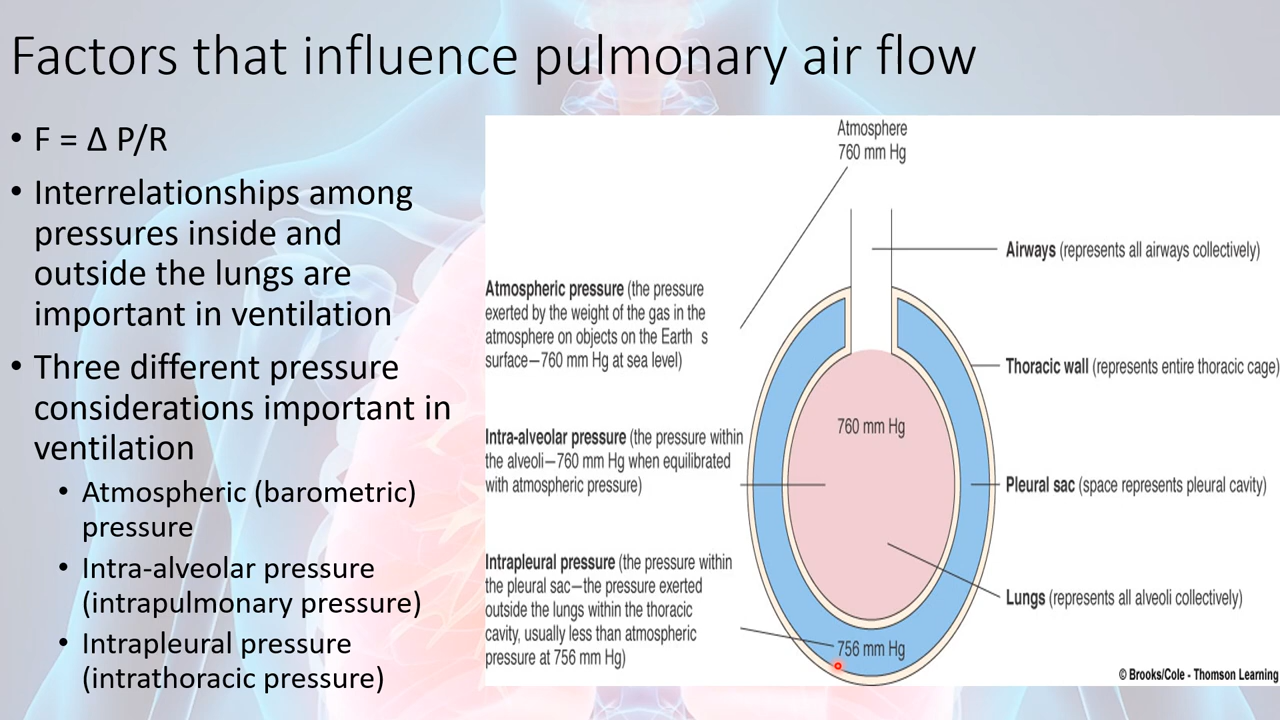 Factors that influence pulmonary air flow
• F = Δ P/R
• Interrelationships among
pressures inside and
outside the lungs are
important in ventilation
• Three different pressure
considerations important in
ventilation
• Atmospheric (barometric)
pressure
• Intra-alveolar pressure
(intrapulmonary pressure)
• Intrapleural pressure
(intrathoracic pressure)
Atmosphere
760 mm Hg
Atmospheric pressure (the pressure
exerted by the weight of the gas in the
atmosphere on objects on the Earth s
surface—760 mm Hg at sea level)
Intra-alveolar pressure (the pressure within
the alveoli—760 mm Hg when equilibrated
with atmospheric pressure)
Intrapleural pressure (the pressure within
the pleural sac—the pressure exerted
outside the lungs within the thoracic
cavity, usually less than atmospheric
pressure at 756 mm Hg)
760 mm Hg
756 mm Hg
Airways (represents all airways collectively)
Thoracic wall (represents entire thoracic cage)
Pleural sac (space represents pleural cavity)
Lungs (represents all alveoli collectively)
© Brooks/Cole - Thomson Learning